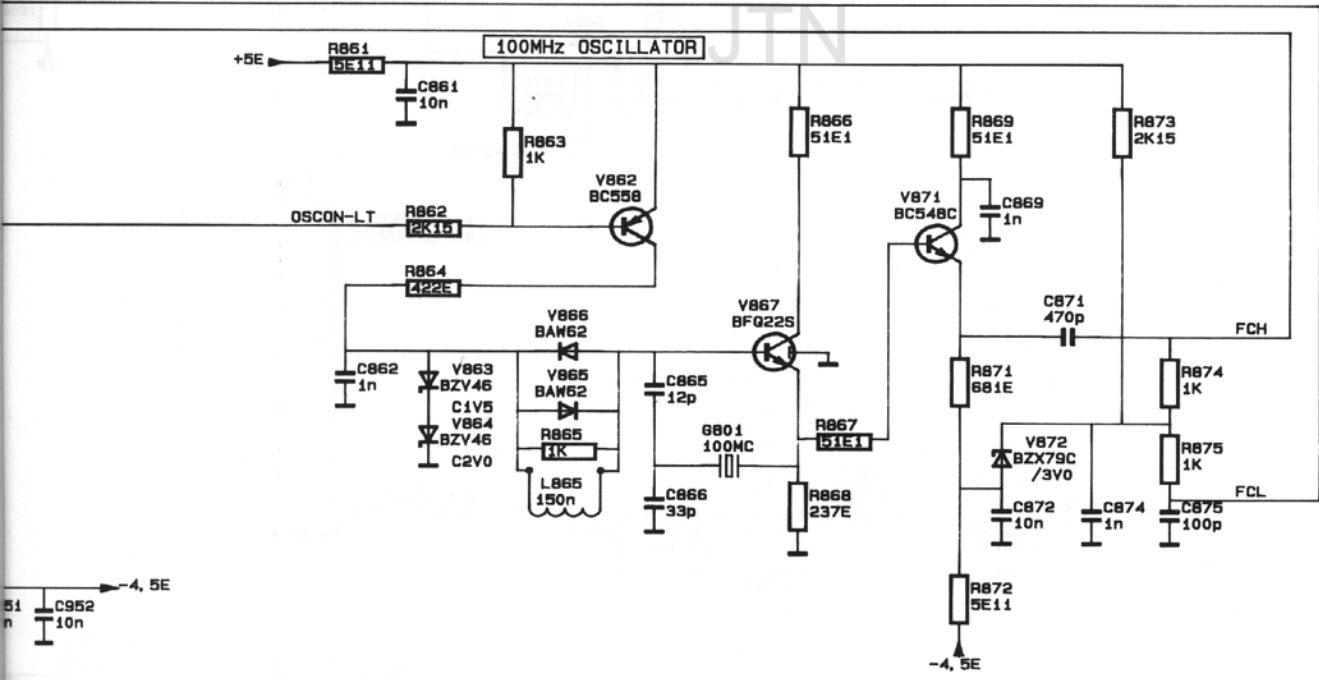 JTN
100MHz OSCILLATOR
+5E
R861
5E11
C861
10n
R863
1K
R866
51E1
R869
51E1
R873
2K15
V862
BC558
OSCON-LT
R862
2K15
V871
BC548C
C869
1n
R864
422E
V866
BAW62
V867
BFQ22S
C871
470p
FCH
C862
1n
V863
BZV46
C1V5
V864
BZV46
C2V0
V865
BAW62
R865
1K
L865
150n
C865
12p
G801
100MC
R867
51E1
R871
681E
R874
1K
V872
BZX79C
/3V0
R875
1K
C866
33p
R868
237E
C872
10n
C874
1n
FCL
C875
100p
-4,5E
51
n
C952
10n
R872
5E11
-4,5E